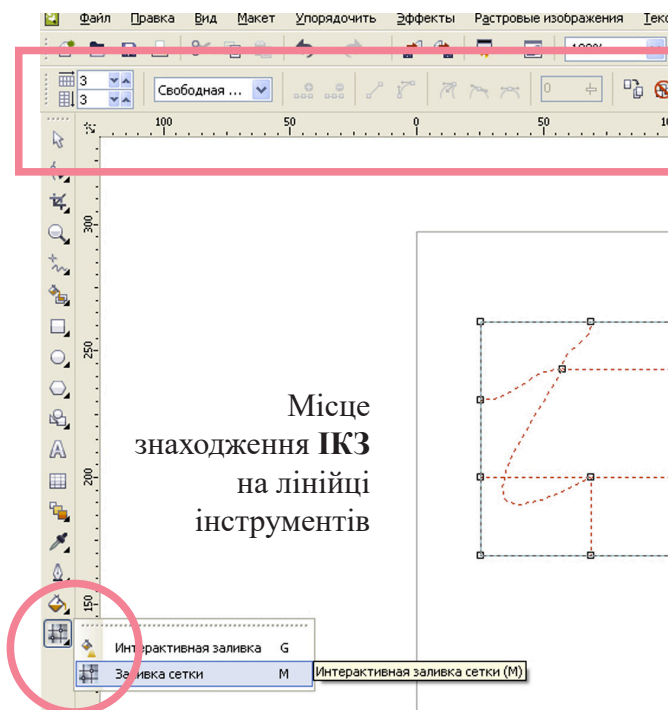 Файл Правка Вид Макет Упорядочить Эффекты Растровые изображения
100%
3
3
Свободная ...
0
100 50 0 50
300
250
200
150
Місце
знаходження ІКЗ
на лінійці
інструментів
Интерактивная заливка G
Заливка сетки M
Интерактивная заливка сетки (M)